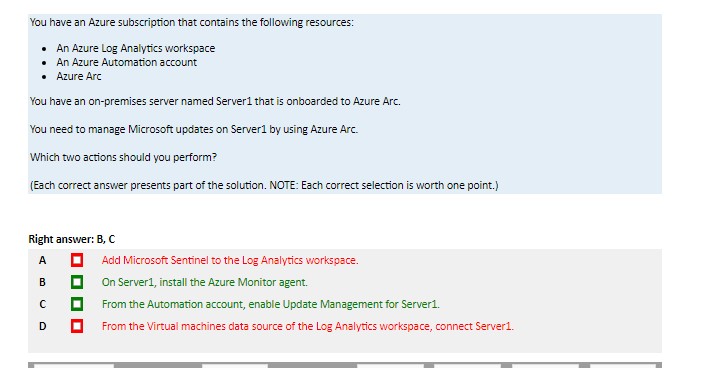 You have an Azure subscription that contains the following resources:
• An Azure Log Analytics workspace
• An Azure Automation account
• Azure Arc
You have an on-premises server named Server1 that is onboarded to Azure Arc.
You need to manage Microsoft updates on Server1 by using Azure Arc.
Which two actions should you perform?
(Each correct answer presents part of the solution. NOTE: Each correct selection is worth one point.)
Right answer: B, C
A Add Microsoft Sentinel to the Log Analytics workspace.
B On Server1, install the Azure Monitor agent.
C From the Automation account, enable Update Management for Server1.
D From the Virtual machines data source of the Log Analytics workspace, connect Server1.